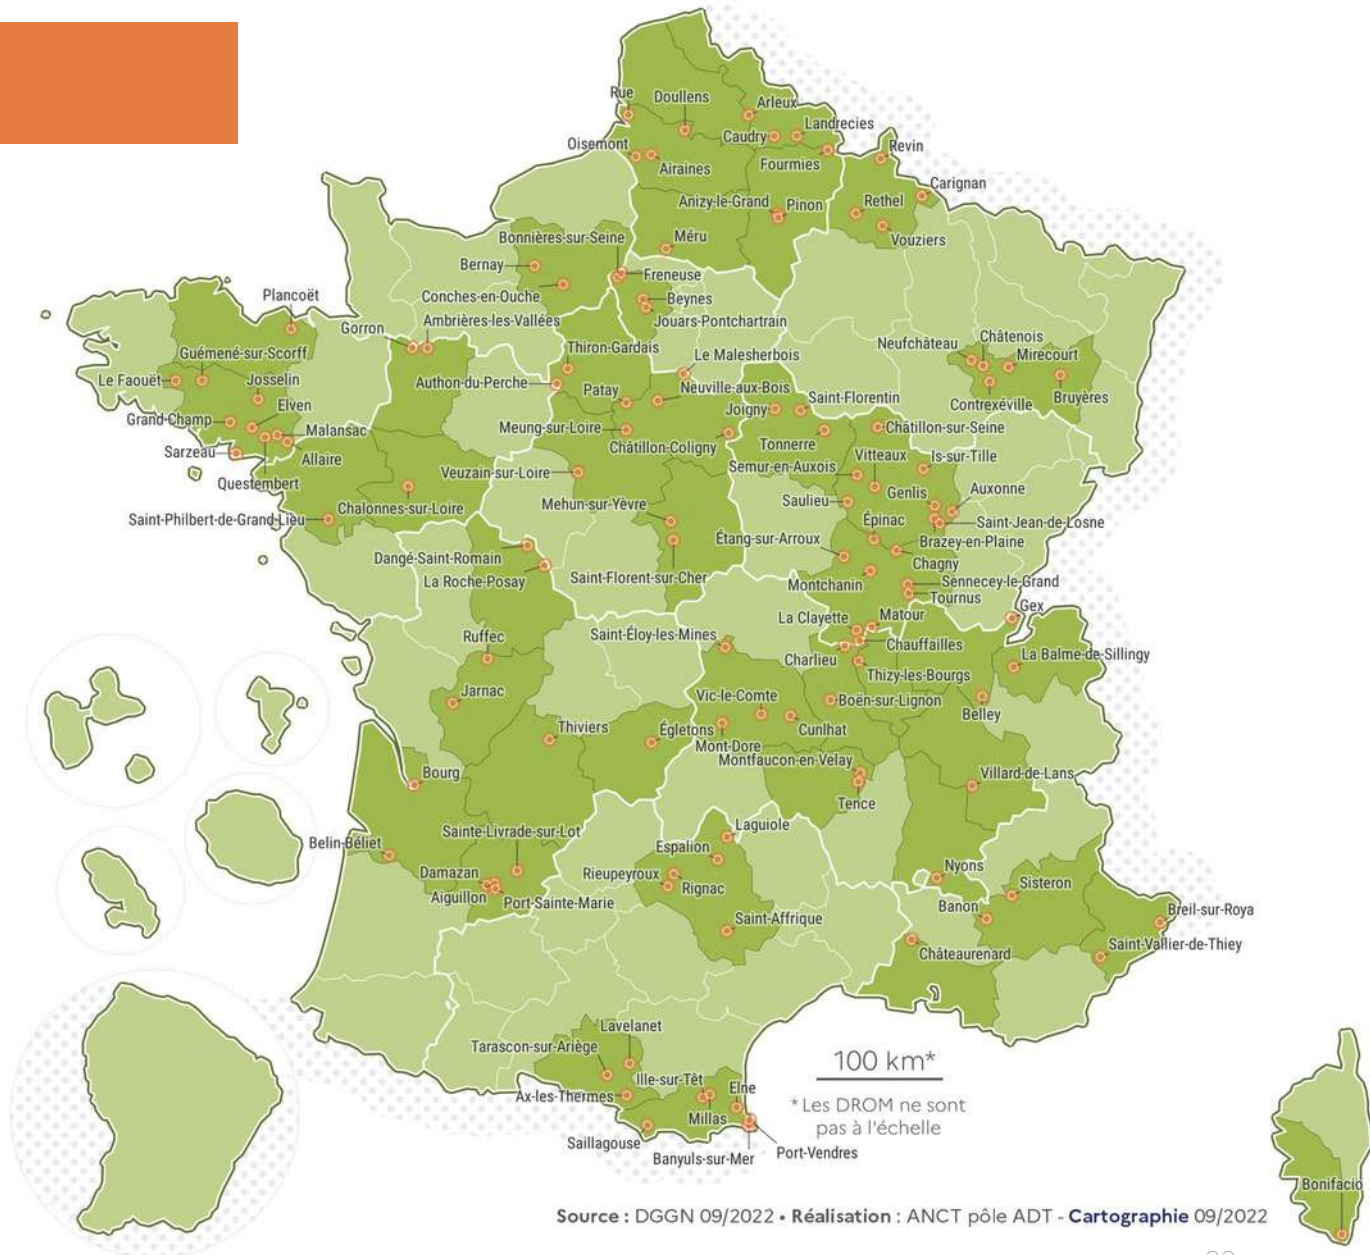 Rue
Doullens
Arleux
Landrecies
Caudry
Oisemont
Airaines
Fourmies
Revin
Carignan
Anizy-le-Grand
Pinon
Rethel
Vouziers
Méru
Bonnières-sur-Seine
Bernay
Freneuse
Conches-en-Ouche
Beynes
Jouars-Pontchartrain
Plancoët
Gorron
Ambrières-les-Vallées
Guémené-sur-Scorff
Le Faouët
Josselin
Elven
Grand-Champ
Malansac
Sarzeau
Allaire
Questembert
Thiron-Gardais
Le Malesherbois
Authon-du-Perche
Patay
Neuville-aux-Bois
Joigny
Saint-Florentin
Meung-sur-Loire
Châtillon-Coligny
Tonnerre
Châtillon-sur-Seine
Neufchâteau
Châtenois
Mirecourt
Contrexéville
Bruyères
Veuzain-sur-Loire
Semur-en-Auxois
Vitteaux
Is-sur-Tille
Chalonnes-sur-Loire
Saint-Philbert-de-Grand-Lieu
Mehun-sur-Yèvre
Saulieu
Genlis
Auxonne
Saint-Jean-de-Losne
Épinac
Brazey-en-Plaine
Étang-sur-Arroux
Chagny
Dangé-Saint-Romain
La Roche-Posay
Saint-Florent-sur-Cher
Montchanin
Sennecey-le-Grand
Tournus
Gex
La Clayette
Matour
Ruffec
Saint-Éloy-les-Mines
Chauffailles
Charlieu
La Balme-de-Sillingy
Thizy-les-Bourgs
Jarnac
Vic-le-Comte
Boën-sur-Lignon
Belley
Thiviers
Égletons
Cunlhat
Mont-Dore
Montfaucon-en-Velay
Villard-de-Lans
Bourg
Tence
Sainte-Livrade-sur-Lot
Laguiole
Belin-Béliet
Espalion
Damazan
Rieupeyroux
Nyons
Sisteron
Aiguillon
Port-Sainte-Marie
Rignac
Banon
Breil-sur-Roya
Saint-Affrique
Châteaurenard
Saint-Vallier-de-Thiey
Lavelanet
Tarascon-sur-Ariège
Ille-sur-Têt
Elne
Ax-les-Thermes
Millas
Saillagouse
Banyuls-sur-Mer
Port-Vendres
100 km*
*Les DROM ne sont
pas à l'échelle
Bonifacio
Source : DGGN 09/2022 • Réalisation : ANCT pôle ADT - Cartographie 09/2022